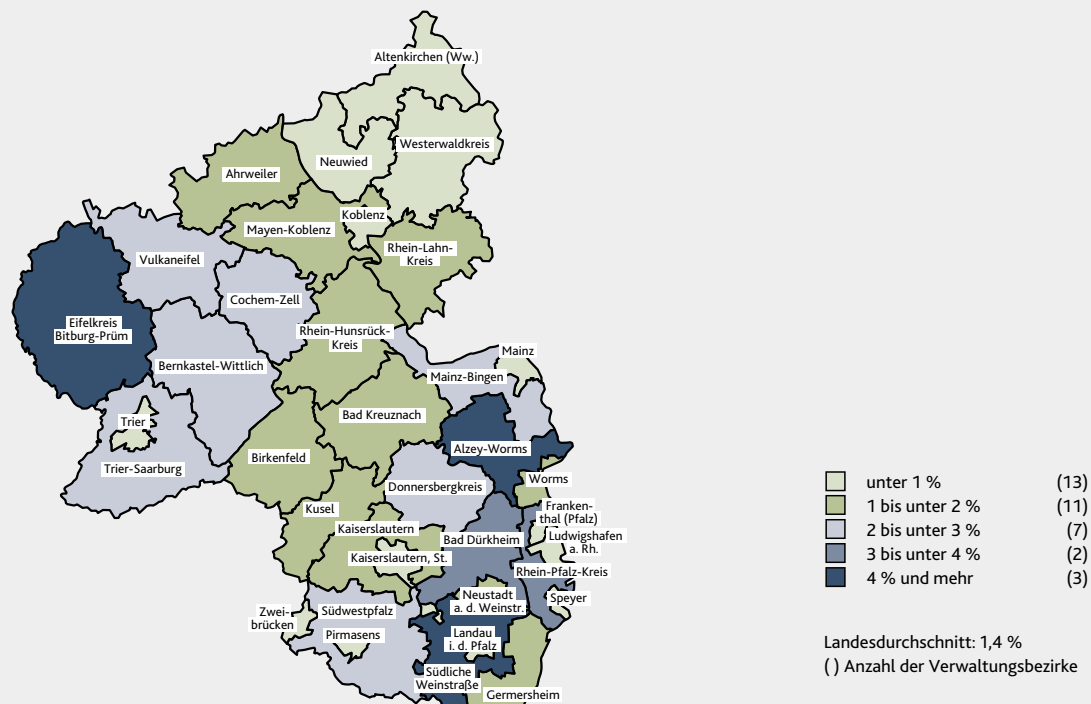 Altenkirchen (Ww.)
Westerwaldkreis
Neuwied
Ahrweiler
Koblenz
Mayen-Koblenz
Rhein-Lahn-
Kreis
Vulkaneifel
Cochem-Zell
Eifelkreis
Bitburg-Prüm
Rhein-Hunsrück-
Kreis
Mainz
Bernkastel-Wittlich
Mainz-Bingen
Bad Kreuznach
Trier
Alzey-Worms
Birkenfeld
Trier-Saarburg
Worms
Donnersbergkreis
Kusel
Franken-
thal (Pfalz)
Kaiserslautern
Bad Dürkheim
Ludwigshafen
a. Rh.
Kaiserslautern, St.
Rhein-Pfalz-Kreis
Neustadt
a. d. Weinstr.
Speyer
Zwei-
brücken
Südwestpfalz
Pirmasens
Landau
i. d. Pfalz
Südliche
Weinstraße
Germersheim
unter 1 % (13)
1 bis unter 2 % (11)
2 bis unter 3 % (7)
3 bis unter 4 % (2)
4 % und mehr (3)
Landesdurchschnitt: 1,4 %
( ) Anzahl der Verwaltungsbezirke